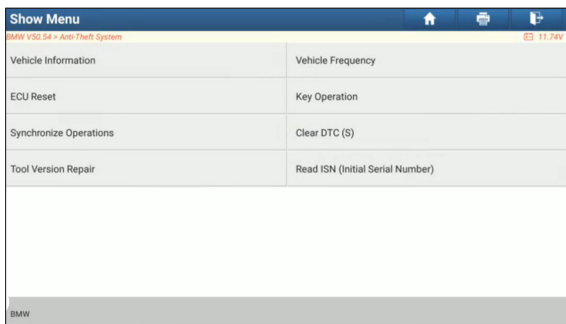 Show Menu
BMW V50.54 > Anti-Theft System
11.74V
Vehicle Information
Vehicle Frequency
ECU Reset
Key Operation
Synchronize Operations
Clear DTC (S)
Tool Version Repair
Read ISN (Initial Serial Number)
BMW